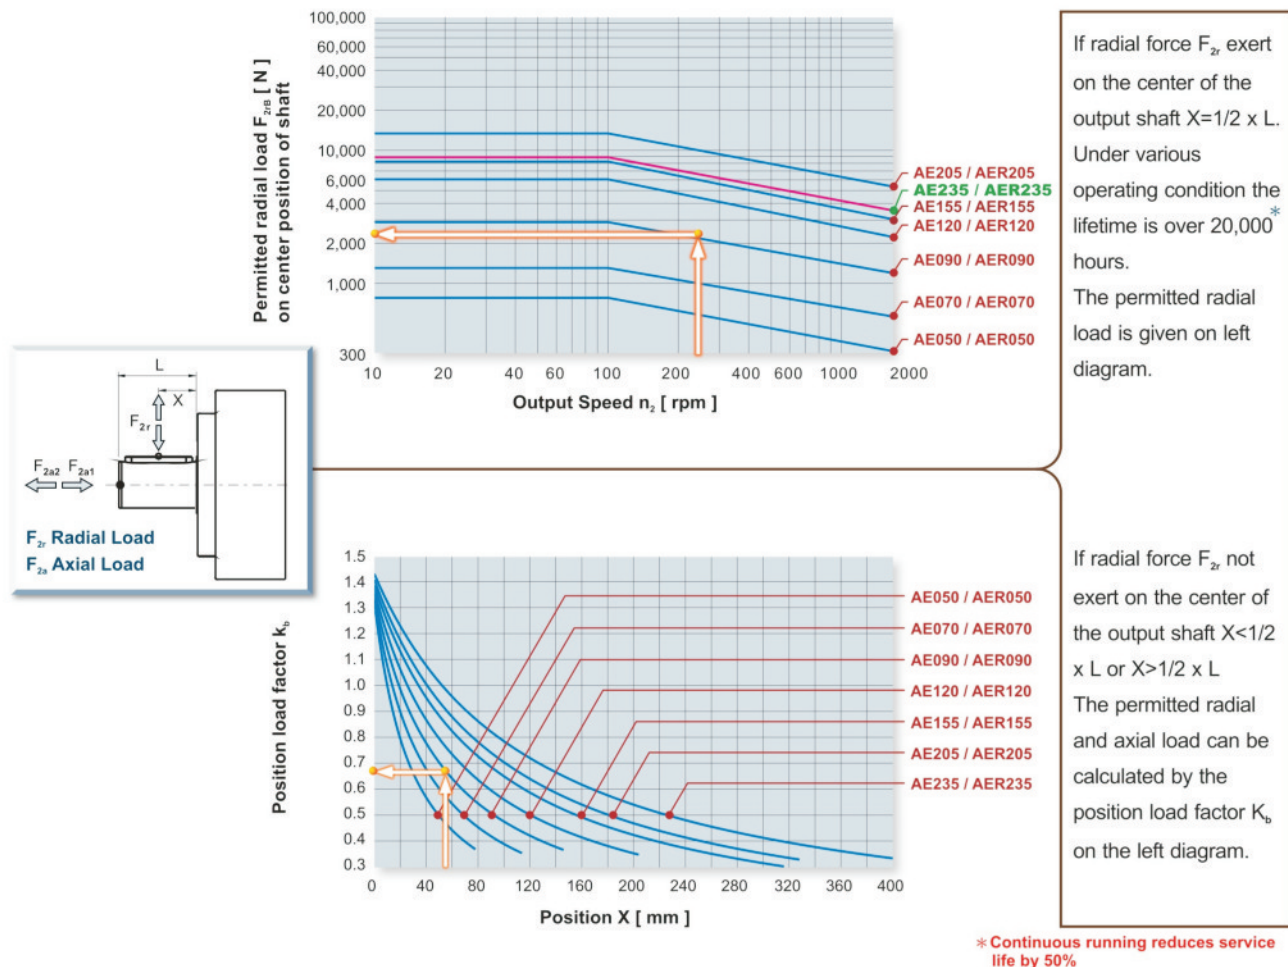 100,000
60,000
40,000
20,000
10,000
6,000
4,000
2,000
1,000
300
Permitted radial load F2rB [ N ]
on center position of shaft
10 20 40 60 100 200 400 600 1000 2000
Output Speed n2 [ rpm ]
AE205 / AER205
AE235 / AER235
AE155 / AER155
AE120 / AER120
AE090 / AER090
AE070 / AER070
AE050 / AER050
If radial force F2r exert
on the center of the
output shaft X=1/2 x L.
Under various
operating condition the
lifetime is over 20,000*
hours.
The permitted radial
load is given on left
diagram.
L
X
F2r
F2a2 F2a1
F2r Radial Load
F2a Axial Load
1.5
1.4
1.3
1.2
1.1
1.0
0.9
0.8
0.7
0.6
0.5
0.4
0.3
Position load factor kb
0 40 80 120 160 200 240 280 320 360 400
Position X [ mm ]
AE050 / AER050
AE070 / AER070
AE090 / AER090
AE120 / AER120
AE155 / AER155
AE205 / AER205
AE235 / AER235
If radial force F2r not
exert on the center of
the output shaft X<1/2
x L or X>1/2 x L
The permitted radial
and axial load can be
calculated by the
position load factor Kb
on the left diagram.
* Continuous running reduces service
life by 50%